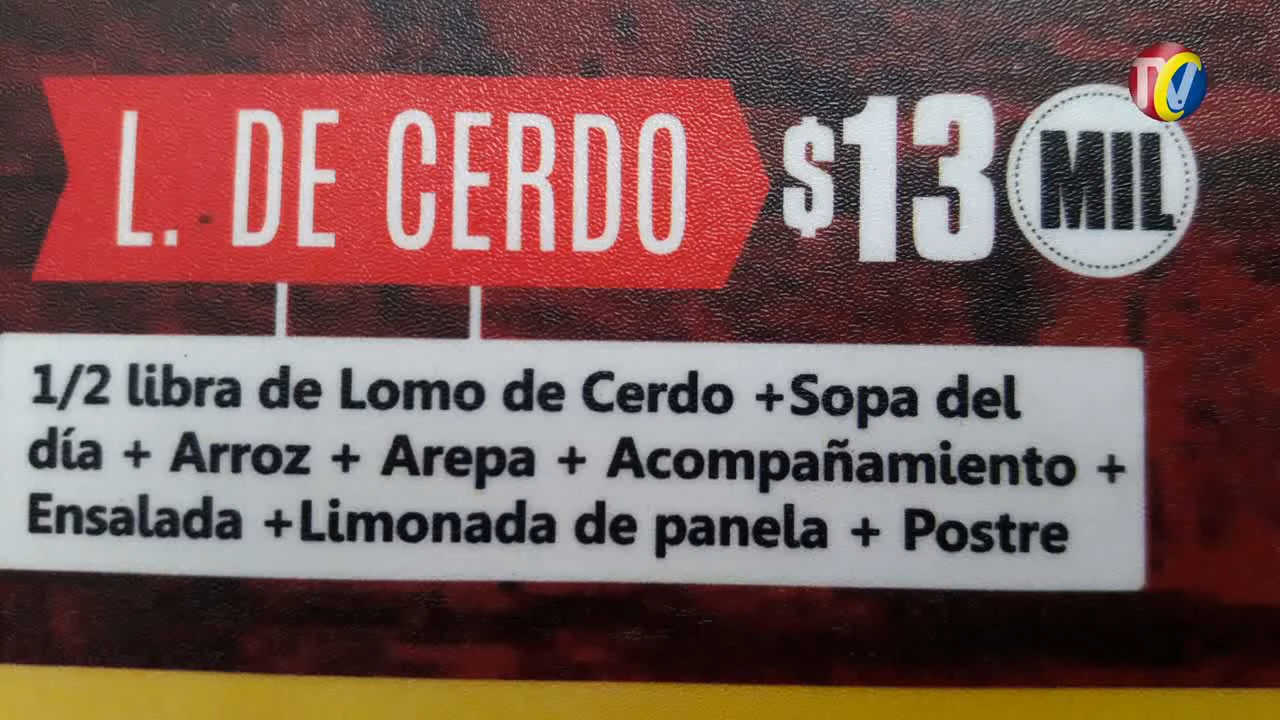 L. DE CERDO $13 MIL
1/2 libra de Lomo de Cerdo +Sopa del
día + Arroz + Arepa + Acompañamiento +
Ensalada +Limonada de panela + Postre